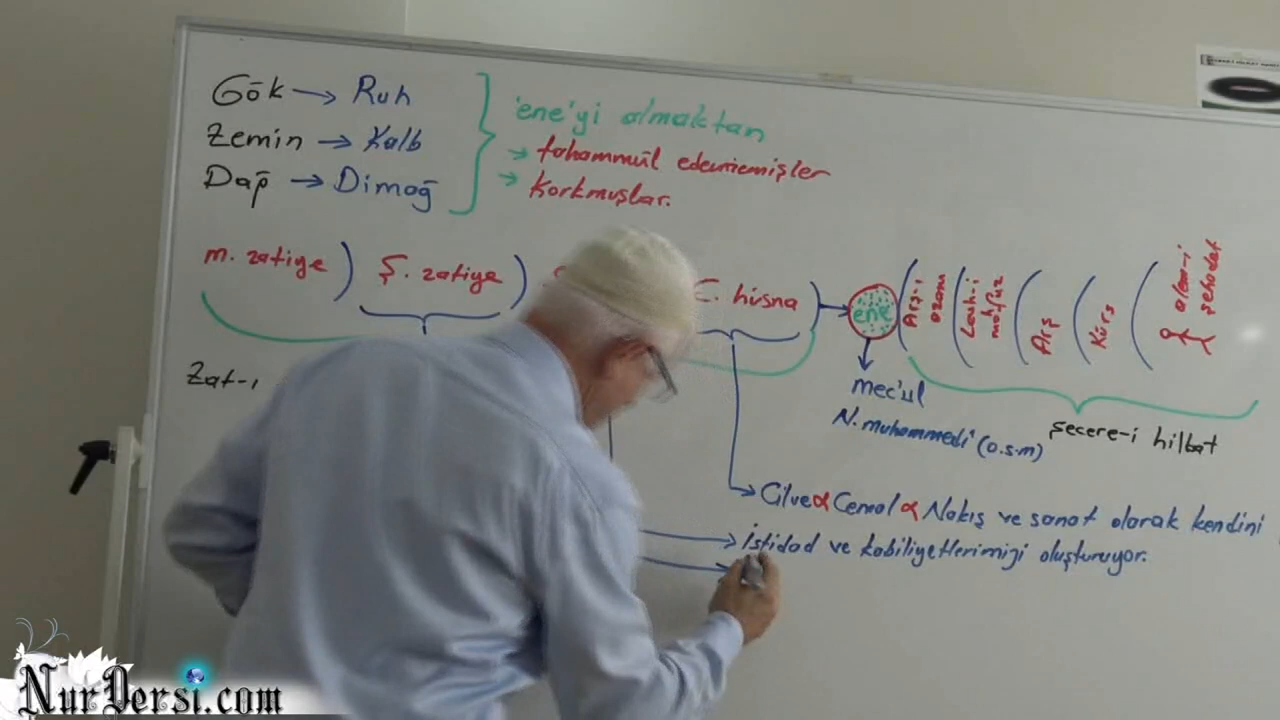 Gök → Ruh
Zemin → Kalb
Dağ → Dimağ
'ene'yi almaktan
→ tahammül edememişler
→ korkmuşlar.
m. zatiye ) Ş. zatiye )
hüsna → ene
Arş-ı azam
Levh-i mahfuz
Arş
Kürs
alem-i şehadet
Zat-ı
mec'ul
N. muhammedi (a.s.m)
şecere-i hilkat
Cilve α Cemal α Nakış ve sanat olarak kendini
İstidad ve kabiliyetlerimizi oluşturuyor.
NurDersi.com